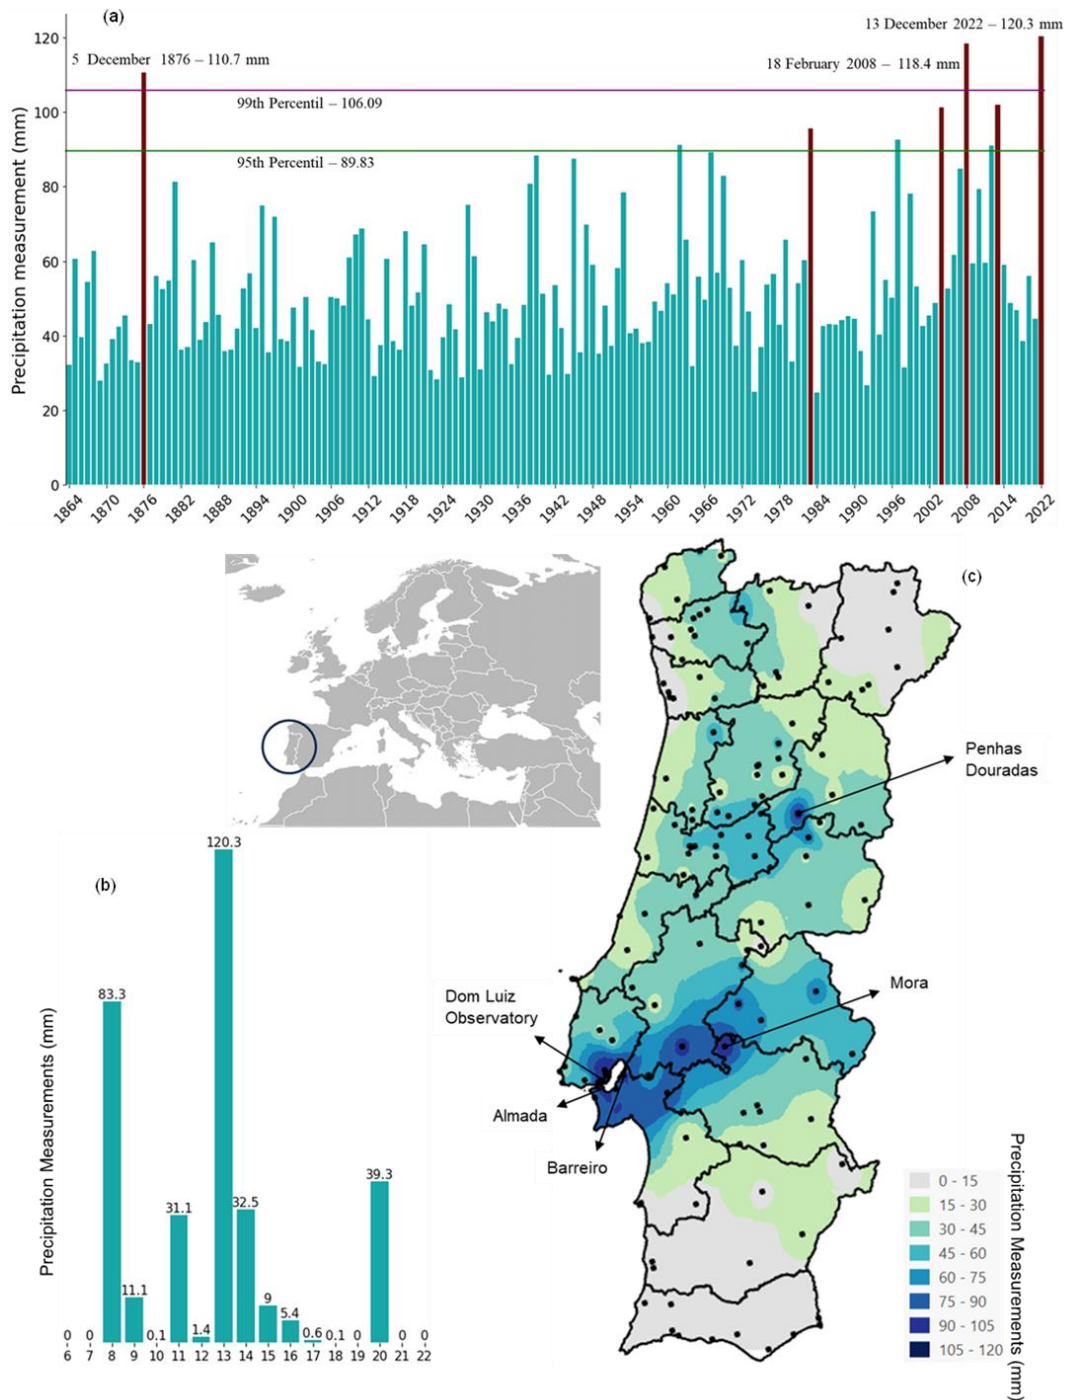 (a)
13 December 2022 – 120.3 mm
5 December 1876 – 110.7 mm
18 February 2008 – 118.4 mm
99th Percentil – 106.09
95th Percentil – 89.83
Precipitation measurement (mm)
120
100
80
60
40
20
0
1864 1870 1876 1882 1888 1894 1900 1906 1912 1918 1924 1930 1936 1942 1948 1954 1960 1966 1972 1978 1984 1990 1996 2002 2008 2014 2022
(c)
Penhas
Douradas
Mora
Dom Luiz
Observatory
Almada
Barreiro
(b)
Precipitation Measurements (mm)
0 0 83.3 11.1 0.1 31.1 1.4 120.3 32.5 9 5.4 0.6 0.1 0 39.3 0 0
6 7 8 9 10 11 12 13 14 15 16 17 18 19 20 21 22
Precipitation Measurements (mm)
0 - 15
15 - 30
30 - 45
45 - 60
60 - 75
75 - 90
90 - 105
105 - 120